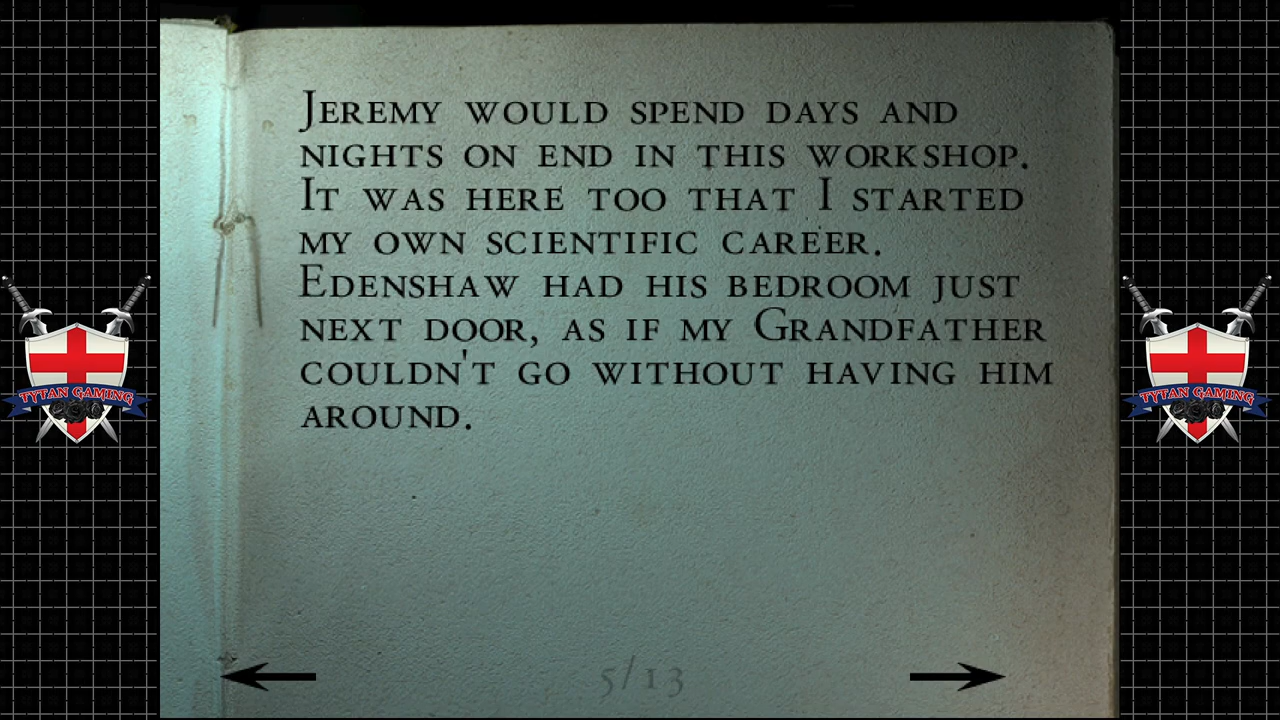 Jeremy would spend days and
nights on end in this workshop.
It was here too that I started
my own scientific career.
Edenshaw had his bedroom just
next door, as if my Grandfather
couldn't go without having him
around.
5/13
TYTAN GAMING
TYTAN GAMING